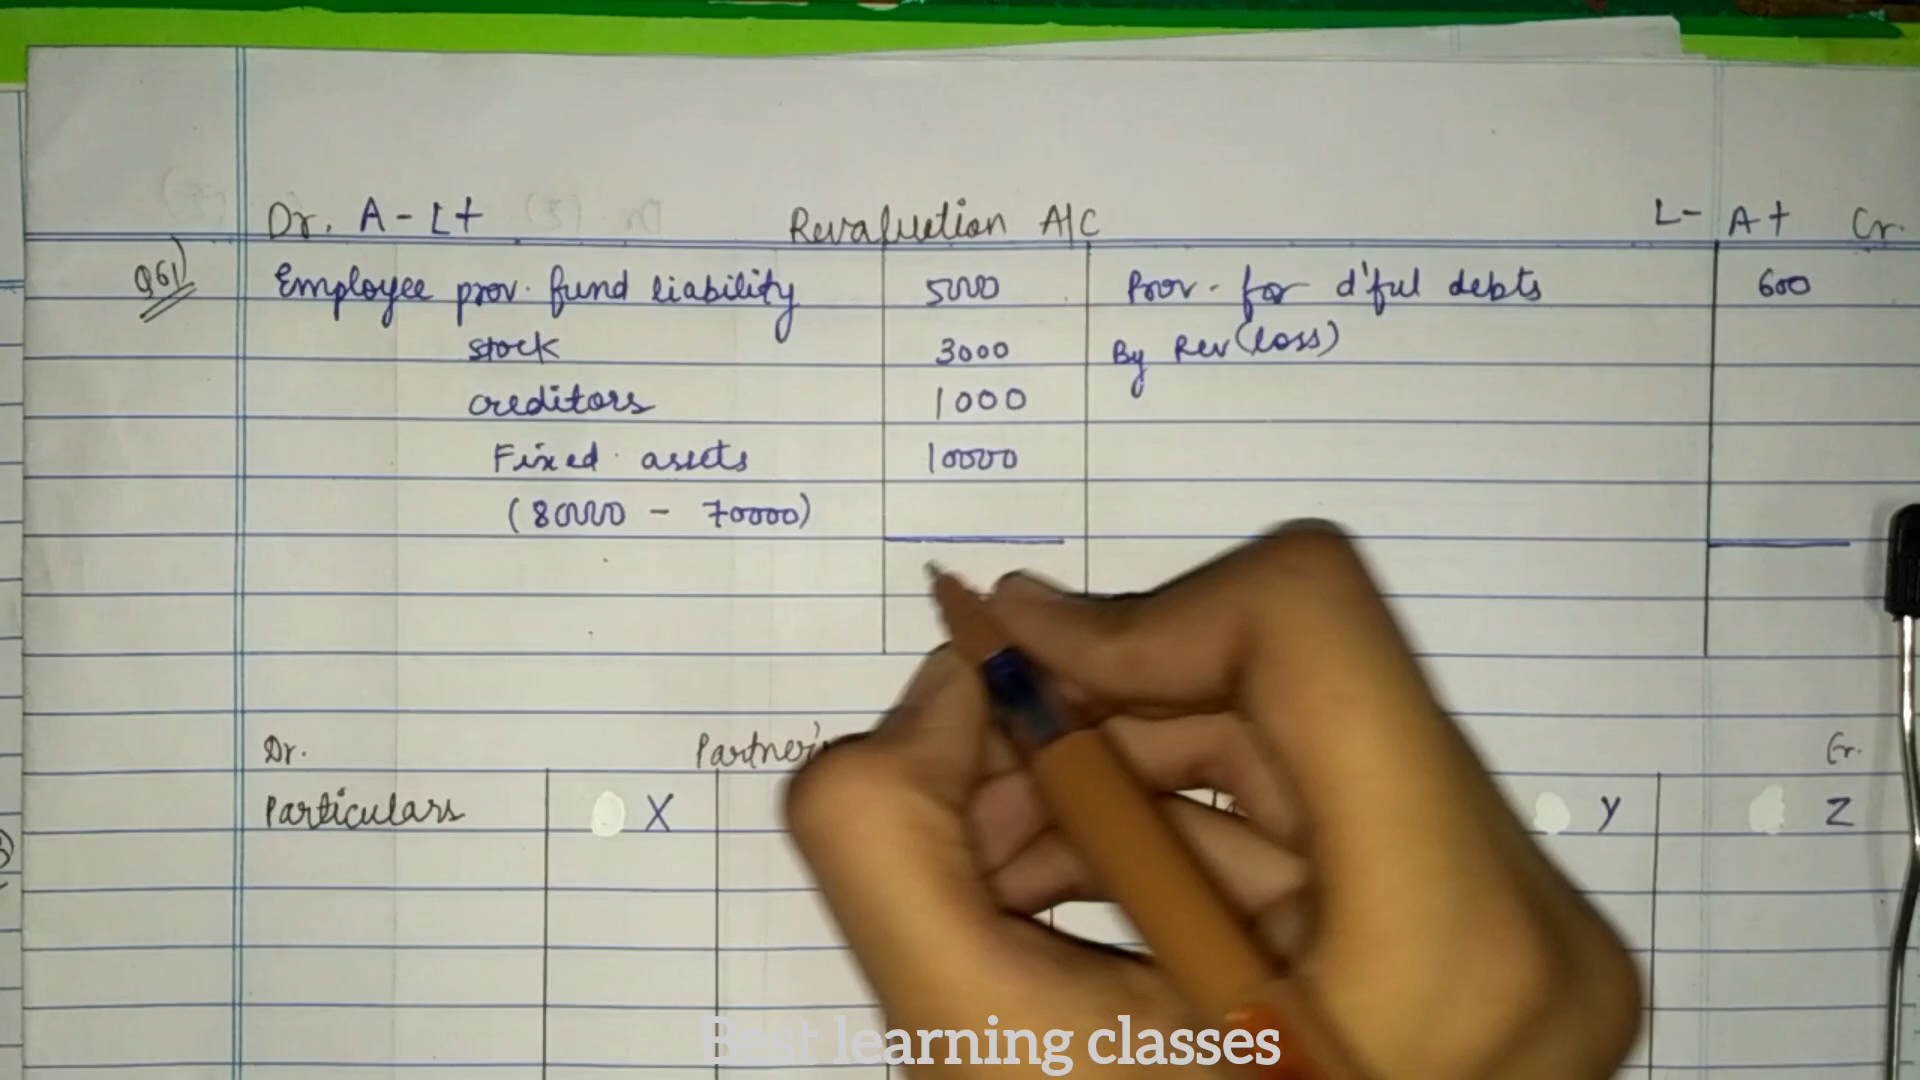 Dr. A - L+ Revaluation A/C L- A+ Cr.
Q61) Employee prov. fund liability 5000 Prov. for d'ful debts 600
stock 3000 By Rev (loss)
creditors 1000
Fixed assets 10000
(80000 - 70000)
Dr. Partner's Cr.
Particulars X Y Z
Best learning classes